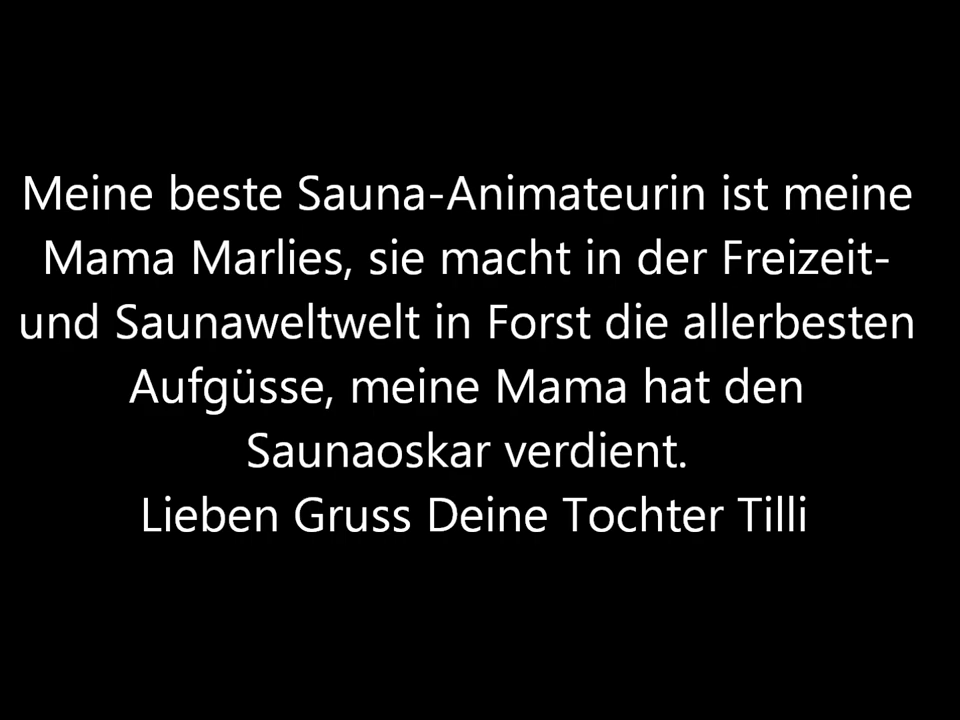 Meine beste Sauna-Animateurin ist meine
Mama Marlies, sie macht in der Freizeit-
und Saunaweltwelt in Forst die allerbesten
Aufgüsse, meine Mama hat den
Saunaoskar verdient.
Lieben Gruss Deine Tochter Tilli